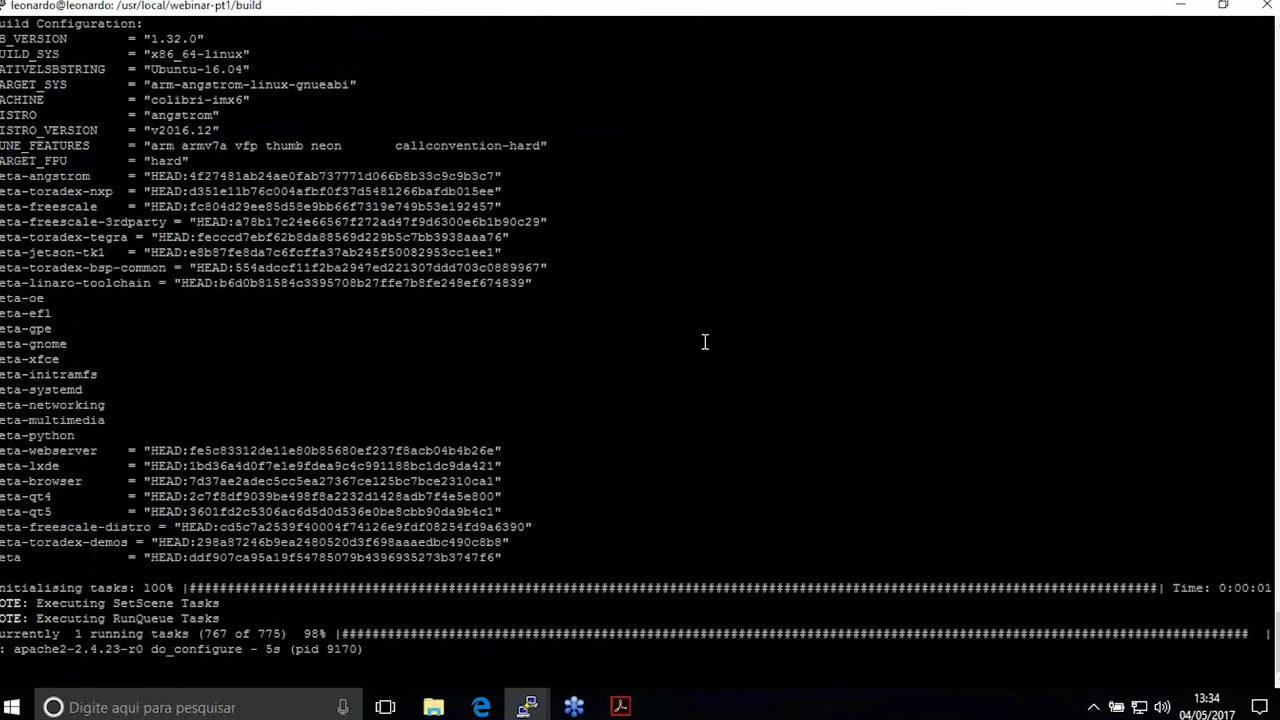 leonardo@leonardo: /usr/local/webinar-pt1/build
uild Configuration:
B_VERSION = "1.32.0"
UILD_SYS = "x86_64-linux"
ATIVELSBSTRING = "Ubuntu-16.04"
ARGET_SYS = "arm-angstrom-linux-gnueabi"
ACHINE = "colibri-imx6"
ISTRO = "angstrom"
ISTRO_VERSION = "v2016.12"
UNE_FEATURES = "arm armv7a vfp thumb neon callconvention-hard"
ARGET_FPU = "hard"
eta-angstrom = "HEAD:4f27481ab24ae0fab737771d066b8b33c9c9b3c7"
eta-toradex-nxp = "HEAD:d351e11b76c004afbf0f37d5481266bafdb015ee"
eta-freescale = "HEAD:fc804d29ee85d58e9bb66f7319e749b53e192457"
eta-freescale-3rdparty = "HEAD:a78b17c24e66567f272ad47f9d6300e6b1b90c29"
eta-toradex-tegra = "HEAD:fecccd7ebf62b8da88569d229b5c7bb3938aaa76"
eta-jetson-tk1 = "HEAD:e8b87fe8da7c6fcffa37ab245f50082953cc1ee1"
eta-toradex-bsp-common = "HEAD:554adccf11f2ba2947ed221307ddd703c0889967"
eta-linaro-toolchain = "HEAD:b6d0b81584c3395708b27ffe7b8fe248ef674839"
eta-oe
eta-efl
eta-gpe
eta-gnome
eta-xfce
eta-initramfs
eta-systemd
eta-networking
eta-multimedia
eta-python
eta-webserver = "HEAD:fe5c83312de11e80b85680ef237f8acb04b4b26e"
eta-lxde = "HEAD:1bd36a4d0f7e1e9fdea9c4c991188bc1dc9da421"
eta-browser = "HEAD:7d37ae2adec5cc5ea27367ce125bc7bce2310ca1"
eta-qt4 = "HEAD:2c7f8df9039be498f8a2232d1428adb7f4e5e800"
eta-qt5 = "HEAD:3601fd2c5306ac6d5d0d536e0be8cbb90da9b4c1"
eta-freescale-distro = "HEAD:cd5c7a2539f40004f74126e9fdf08254fd9a6390"
eta-toradex-demos = "HEAD:298a87246b9ea2480520d3f698aaaedbc490c8b8"
eta = "HEAD:ddf907ca95a19f54785079b4396935273b3747f6"
nitialising tasks: 100% |###################################################################################################################################| Time: 0:00:01
OTE: Executing SetScene Tasks
OTE: Executing RunQueue Tasks
urrently 1 running tasks (767 of 775) 98% |######################################################################################################################## |
: apache2-2.4.23-r0 do_configure - 5s (pid 9170)
Digite aqui para pesquisar
13:34
04/05/2017